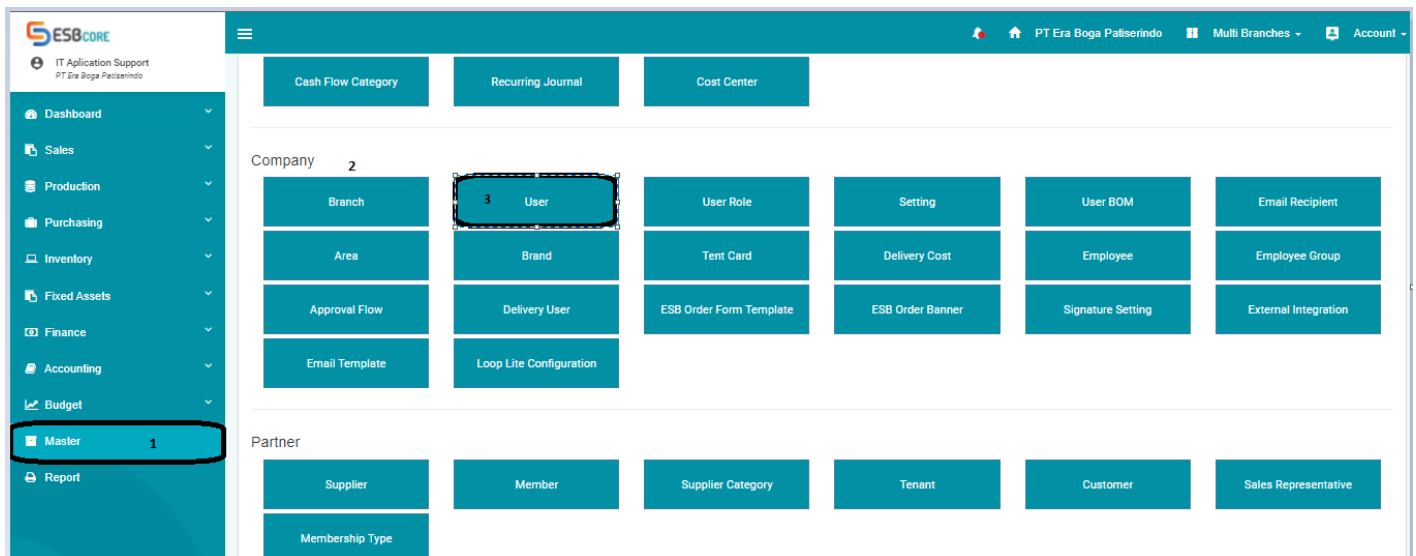 ESBCORE
IT Aplication Support
PT Era Boga Patiserindo
PT Era Boga Patiserindo
Multi Branches
Account
Dashboard
Sales
Production
Purchasing
Inventory
Fixed Assets
Finance
Accounting
Budget
Master 1
Report
Cash Flow Category Recurring Journal Cost Center
Company 2
Branch 3 User User Role Setting User BOM Email Recipient
Area Brand Tent Card Delivery Cost Employee Employee Group
Approval Flow Delivery User ESB Order Form Template ESB Order Banner Signature Setting External Integration
Email Template Loop Lite Configuration
Partner
Supplier Member Supplier Category Tenant Customer Sales Representative
Membership Type